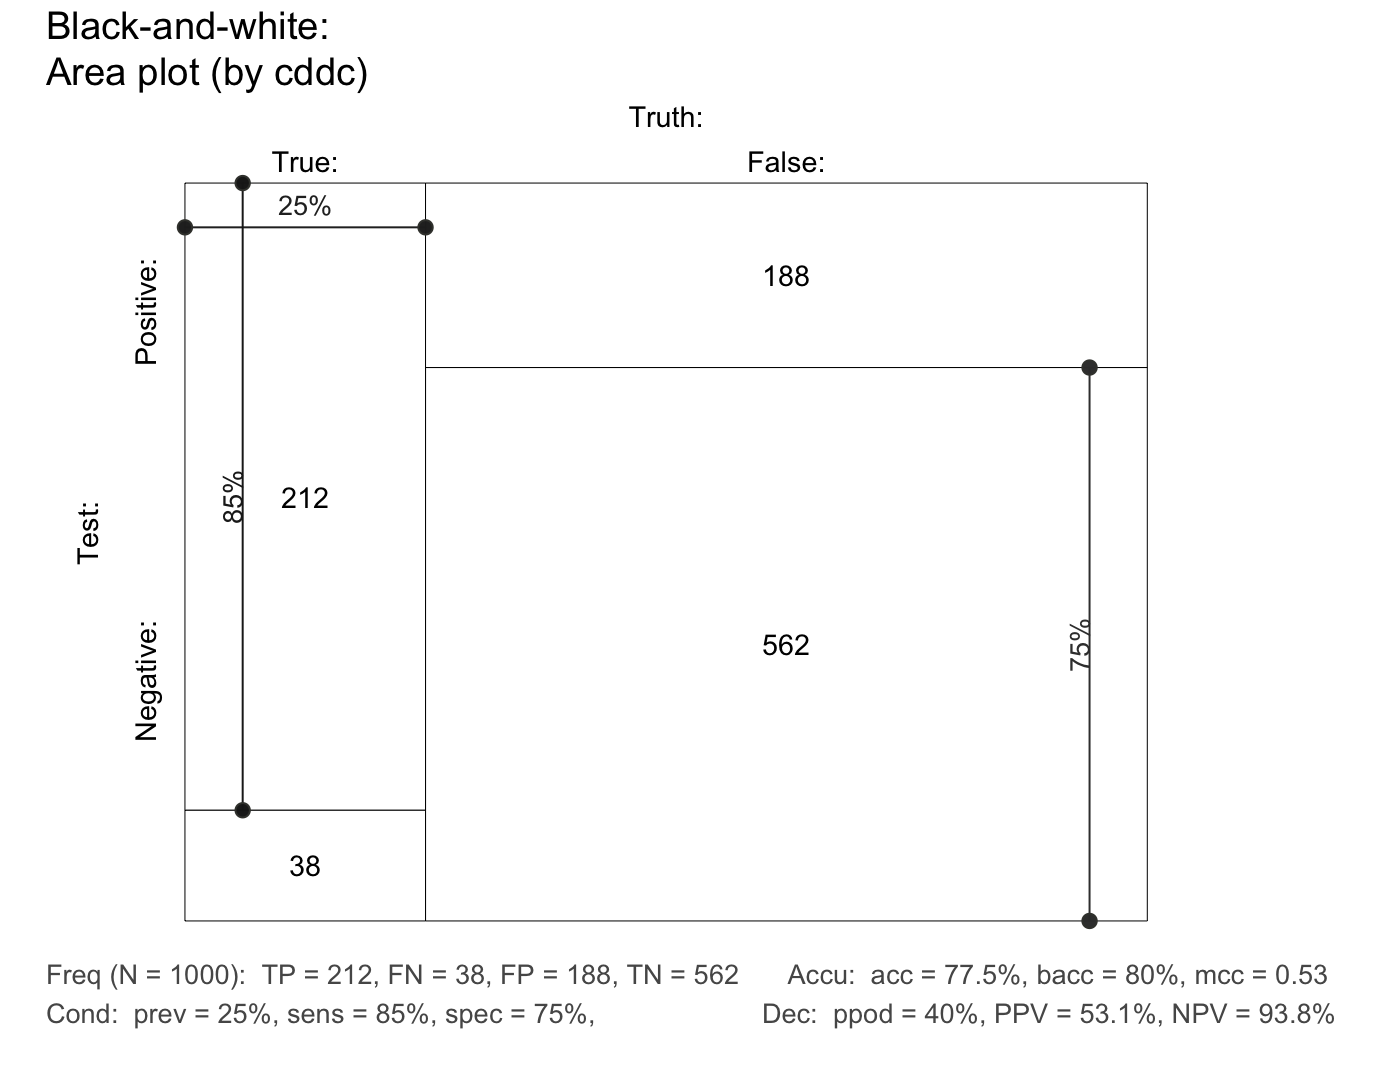 Black-and-white:
Area plot (by cddc)
Truth:
True:
False:
25%
188
Positive:
85%
212
Test:
562
75%
Negative:
38
Freq (N = 1000):  TP = 212, FN = 38, FP = 188, TN = 562
Accu:  acc = 77.5%, bacc = 80%, mcc = 0.53
Cond:  prev = 25%, sens = 85%, spec = 75%,
Dec:  ppod = 40%, PPV = 53.1%, NPV = 93.8%